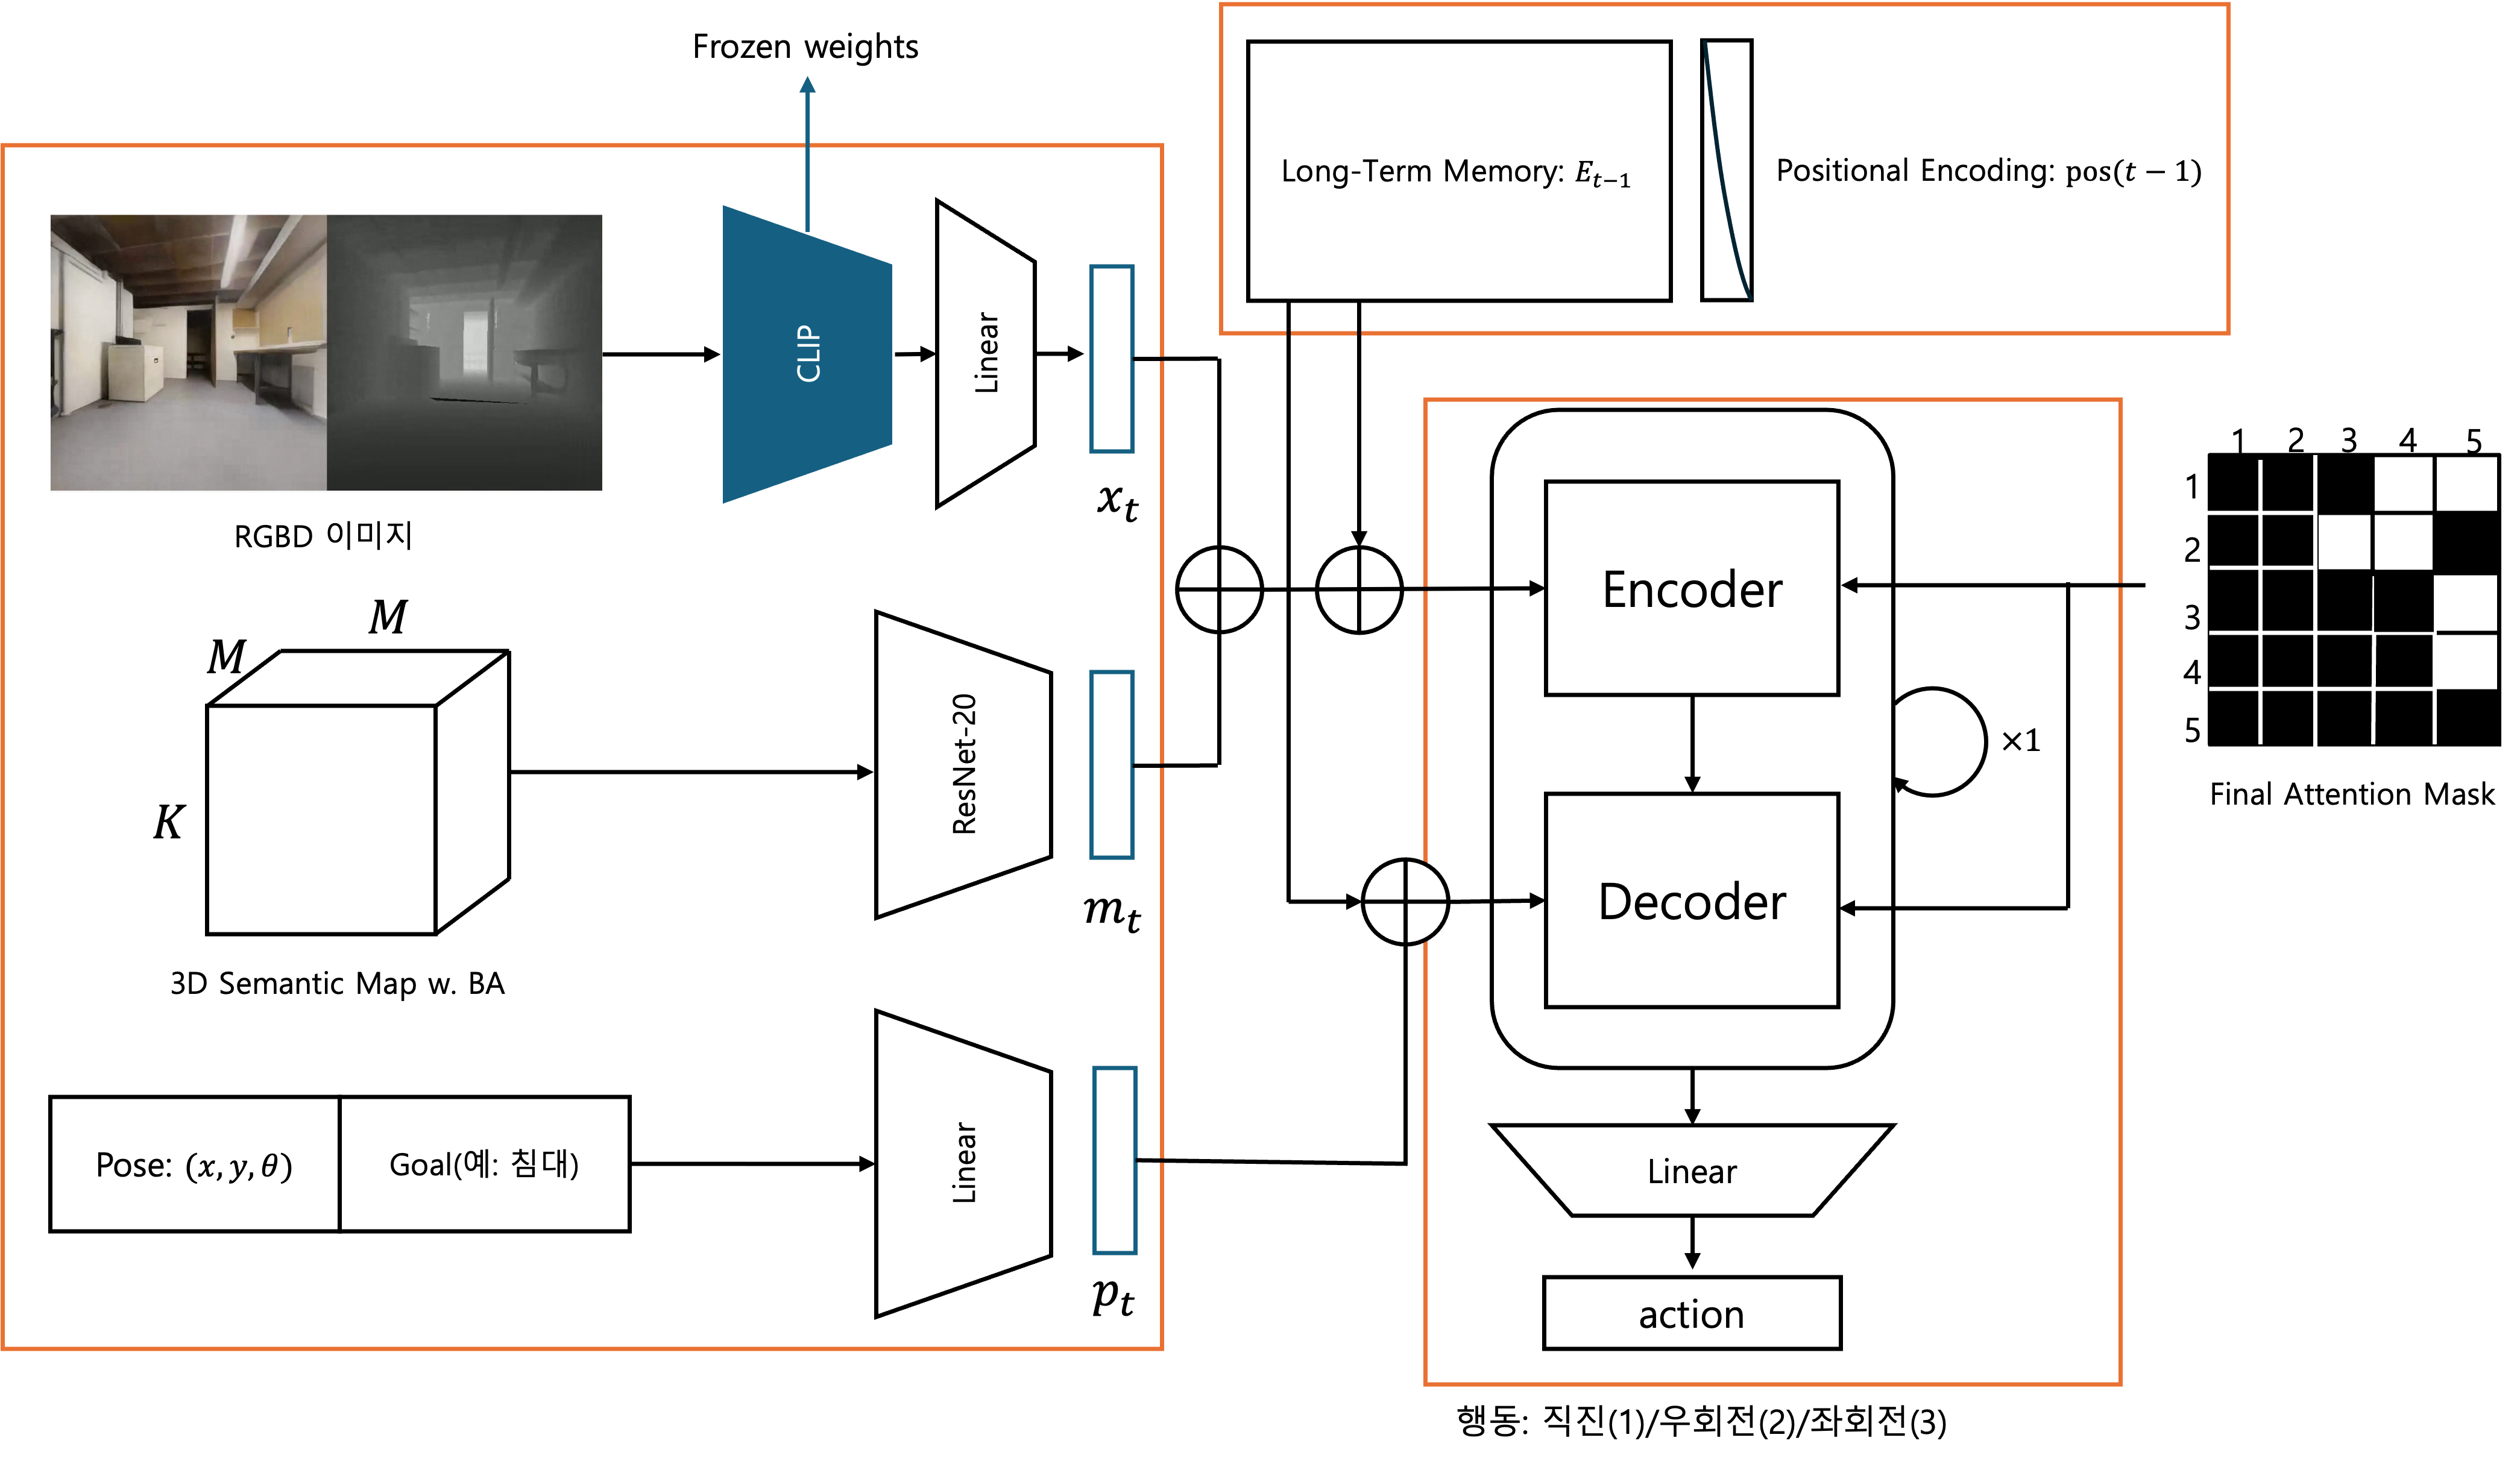 Frozen weights
Long-Term Memory: E_{t-1}
Positional Encoding: pos(t − 1)
CLIP
Linear
x_t
RGBD 이미지
M
M
K
ResNet-20
m_t
3D Semantic Map w. BA
Pose: (x, y, θ)
Goal(예: 침대)
Linear
p_t
Encoder
Decoder
×1
Linear
action
행동: 직진(1)/우회전(2)/좌회전(3)
1 2 3 4 5
1
2
3
4
5
Final Attention Mask